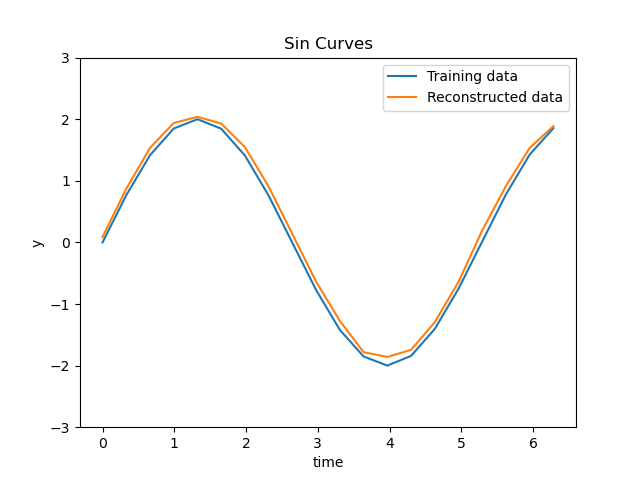 Sin Curves
Training data
Reconstructed data
3
2
1
0
−1
−2
−3
y
0 1 2 3 4 5 6
time